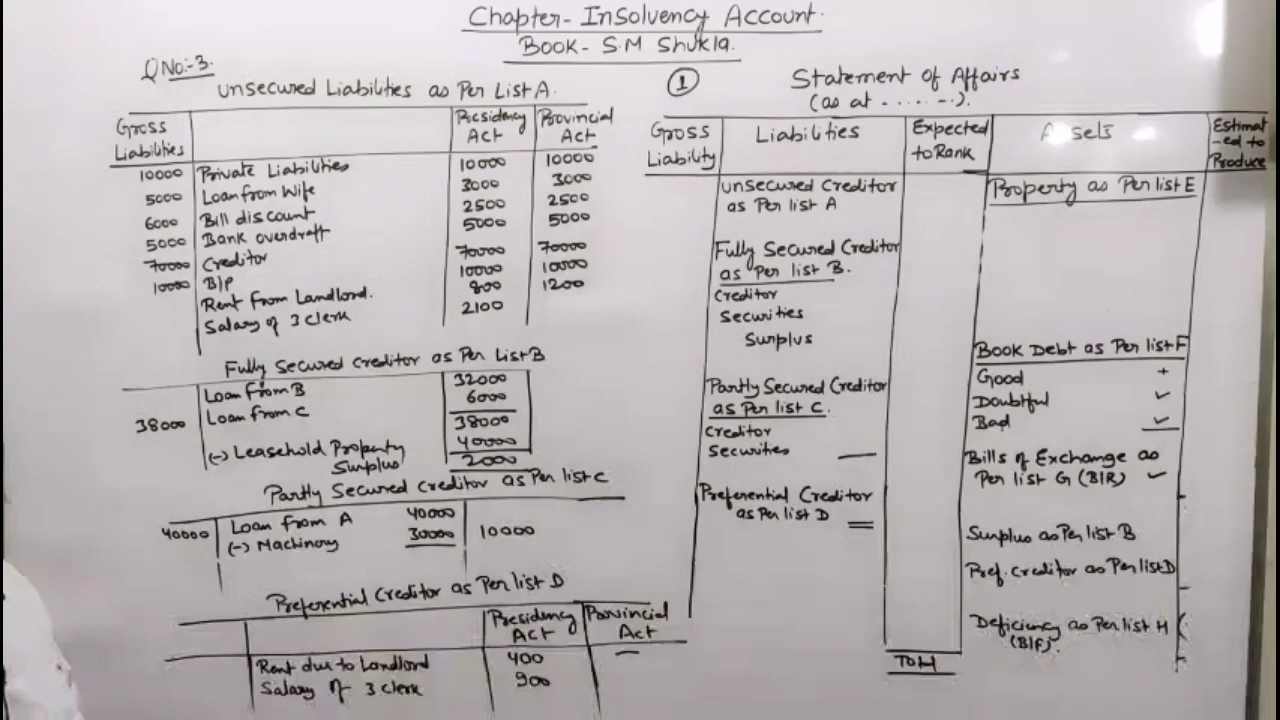 Chapter- Insolvency Account.
Book- S.M Shukla.
Q No:-3.
Unsecured Liabilities as Per List A.
Gross Liabilities Presidency Act Provincial Act
10000 Private Liabilities 10000 10000
5000 Loan from Wife 3000 3000
6000 Bill discount 2500 2500
5000 Bank overdraft 5000 5000
70000 Creditor 70000 70000
10000 B/P 10000 10000
Rent From Landlord. 800 1200
Salary of 3 clerk 2100
Fully Secured Creditor as Per List B
Loan from B 32000
Loan from C 6000
38000 38000
(-) Leasehold Property 40000
Surplus 2000
Partly Secured Creditor as Per list C
40000 Loan from A 40000
(-) Machinory 30000 10000
Preferential Creditor as Per list D
Presidency Act Provincial Act
Rent due to Landlord 400 —
Salary of 3 clerk 900
① Statement of Affairs
(as at ........).
Gross Liability Liabilities Expected to Rank Assets Estimat-ed to Produce
Unsecured Creditor
as Per list A
Fully Secured Creditor
as Per list B.
Creditor
Securities
Surplus
Partly Secured Creditor
as Per list C.
Creditor
Securities
Preferential Creditor
as Per list D
Property as Per list E
Book Debt as Per list F
Good +
Doubtful ✓
Bad ✓
Bills of Exchange as
Per list G (B/R) ✓
Surplus as Per list B
Pref. Creditor as Per list D
Deficiency as Per list H (
(B/F).